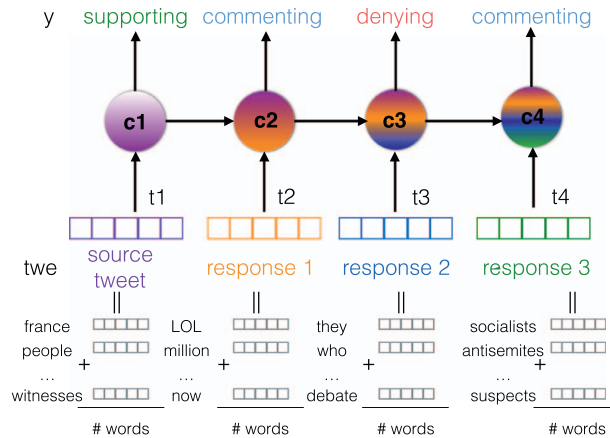 y supporting commenting denying commenting
c1 c2 c3 c4
t1 t2 t3 t4
twe source tweet response 1 response 2 response 3
|| || || ||
france LOL they socialists
people million who antisemites
+ + + +
... ... ... ...
witnesses now debate suspects
# words # words # words # words